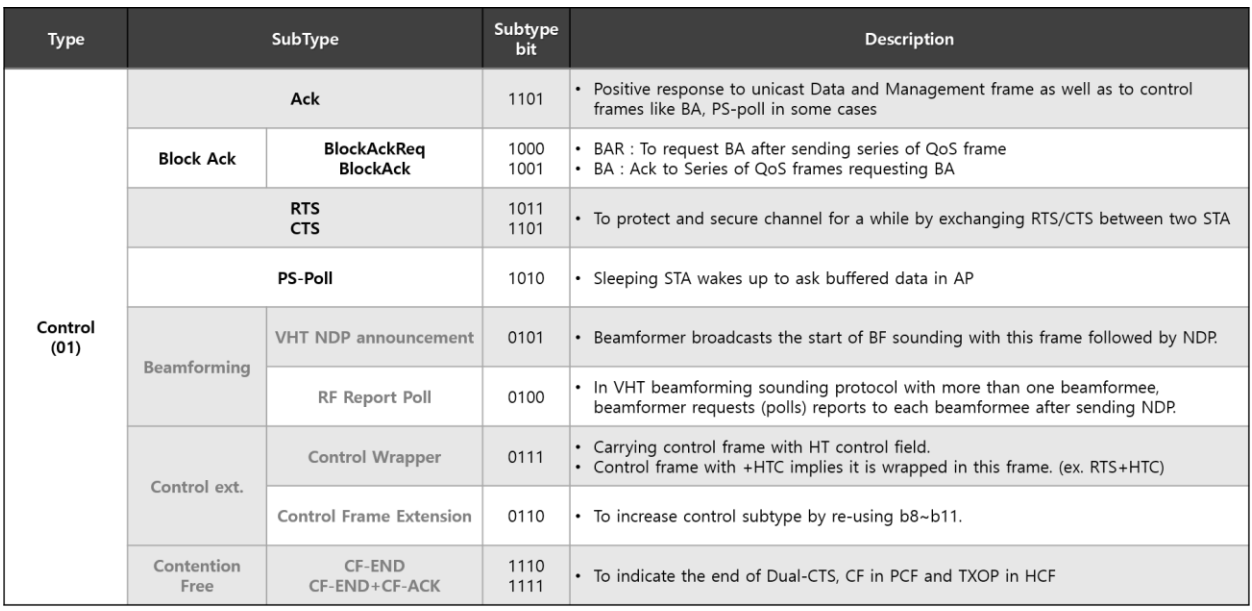 Type SubType Subtype bit Description
Control (01)
Ack 1101 • Positive response to unicast Data and Management frame as well as to control
frames like BA, PS-poll in some cases
Block Ack BlockAckReq 1000 • BAR : To request BA after sending series of QoS frame
BlockAck 1001 • BA : Ack to Series of QoS frames requesting BA
RTS 1011
CTS 1101
• To protect and secure channel for a while by exchanging RTS/CTS between two STA
PS-Poll 1010 • Sleeping STA wakes up to ask buffered data in AP
Beamforming
VHT NDP announcement 0101 • Beamformer broadcasts the start of BF sounding with this frame followed by NDP.
RF Report Poll 0100 • In VHT beamforming sounding protocol with more than one beamformee,
beamformer requests (polls) reports to each beamformee after sending NDP.
Control ext.
Control Wrapper 0111 • Carrying control frame with HT control field.
• Control frame with +HTC implies it is wrapped in this frame. (ex. RTS+HTC)
Control Frame Extension 0110 • To increase control subtype by re-using b8~b11.
Contention Free
CF-END 1110
CF-END+CF-ACK 1111
• To indicate the end of Dual-CTS, CF in PCF and TXOP in HCF